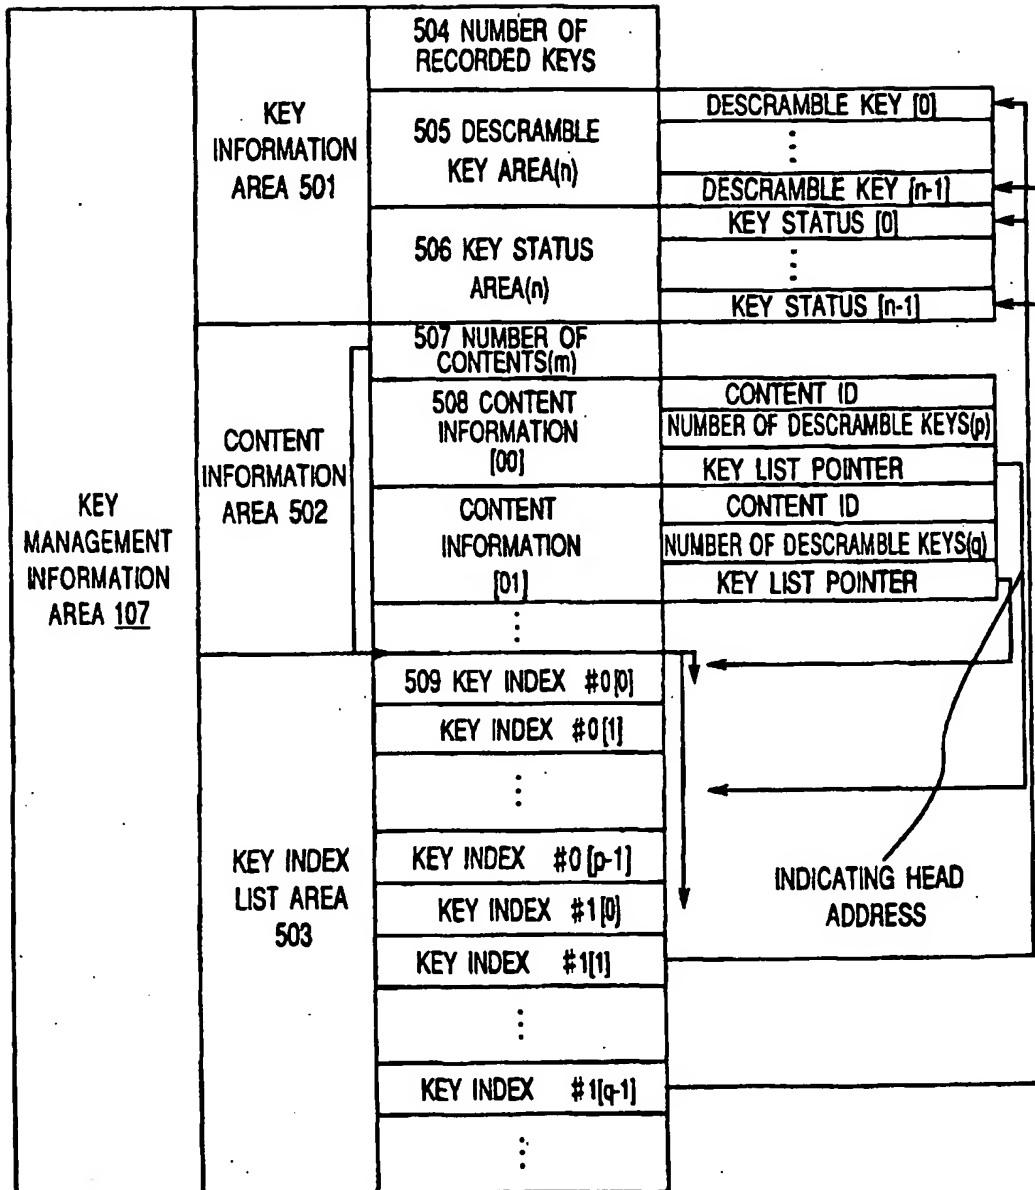 KEY
MANAGEMENT
INFORMATION
AREA 107
KEY
INFORMATION
AREA 501
504 NUMBER OF
RECORDED KEYS
505 DESCRAMBLE
KEY AREA(n)
DESCRAMBLE KEY [0]
⋮
DESCRAMBLE KEY [n-1]
506 KEY STATUS
AREA(n)
KEY STATUS [0]
⋮
KEY STATUS [n-1]
CONTENT
INFORMATION
AREA 502
507 NUMBER OF
CONTENTS(m)
508 CONTENT
INFORMATION
[00]
CONTENT ID
NUMBER OF DESCRAMBLE KEYS(p)
KEY LIST POINTER
CONTENT
INFORMATION
[01]
CONTENT ID
NUMBER OF DESCRAMBLE KEYS(q)
KEY LIST POINTER
⋮
KEY INDEX
LIST AREA
503
509 KEY INDEX #0[0]
KEY INDEX #0[1]
⋮
KEY INDEX #0[p-1]
KEY INDEX #1[0]
KEY INDEX #1[1]
⋮
KEY INDEX #1[q-1]
⋮
INDICATING HEAD
ADDRESS